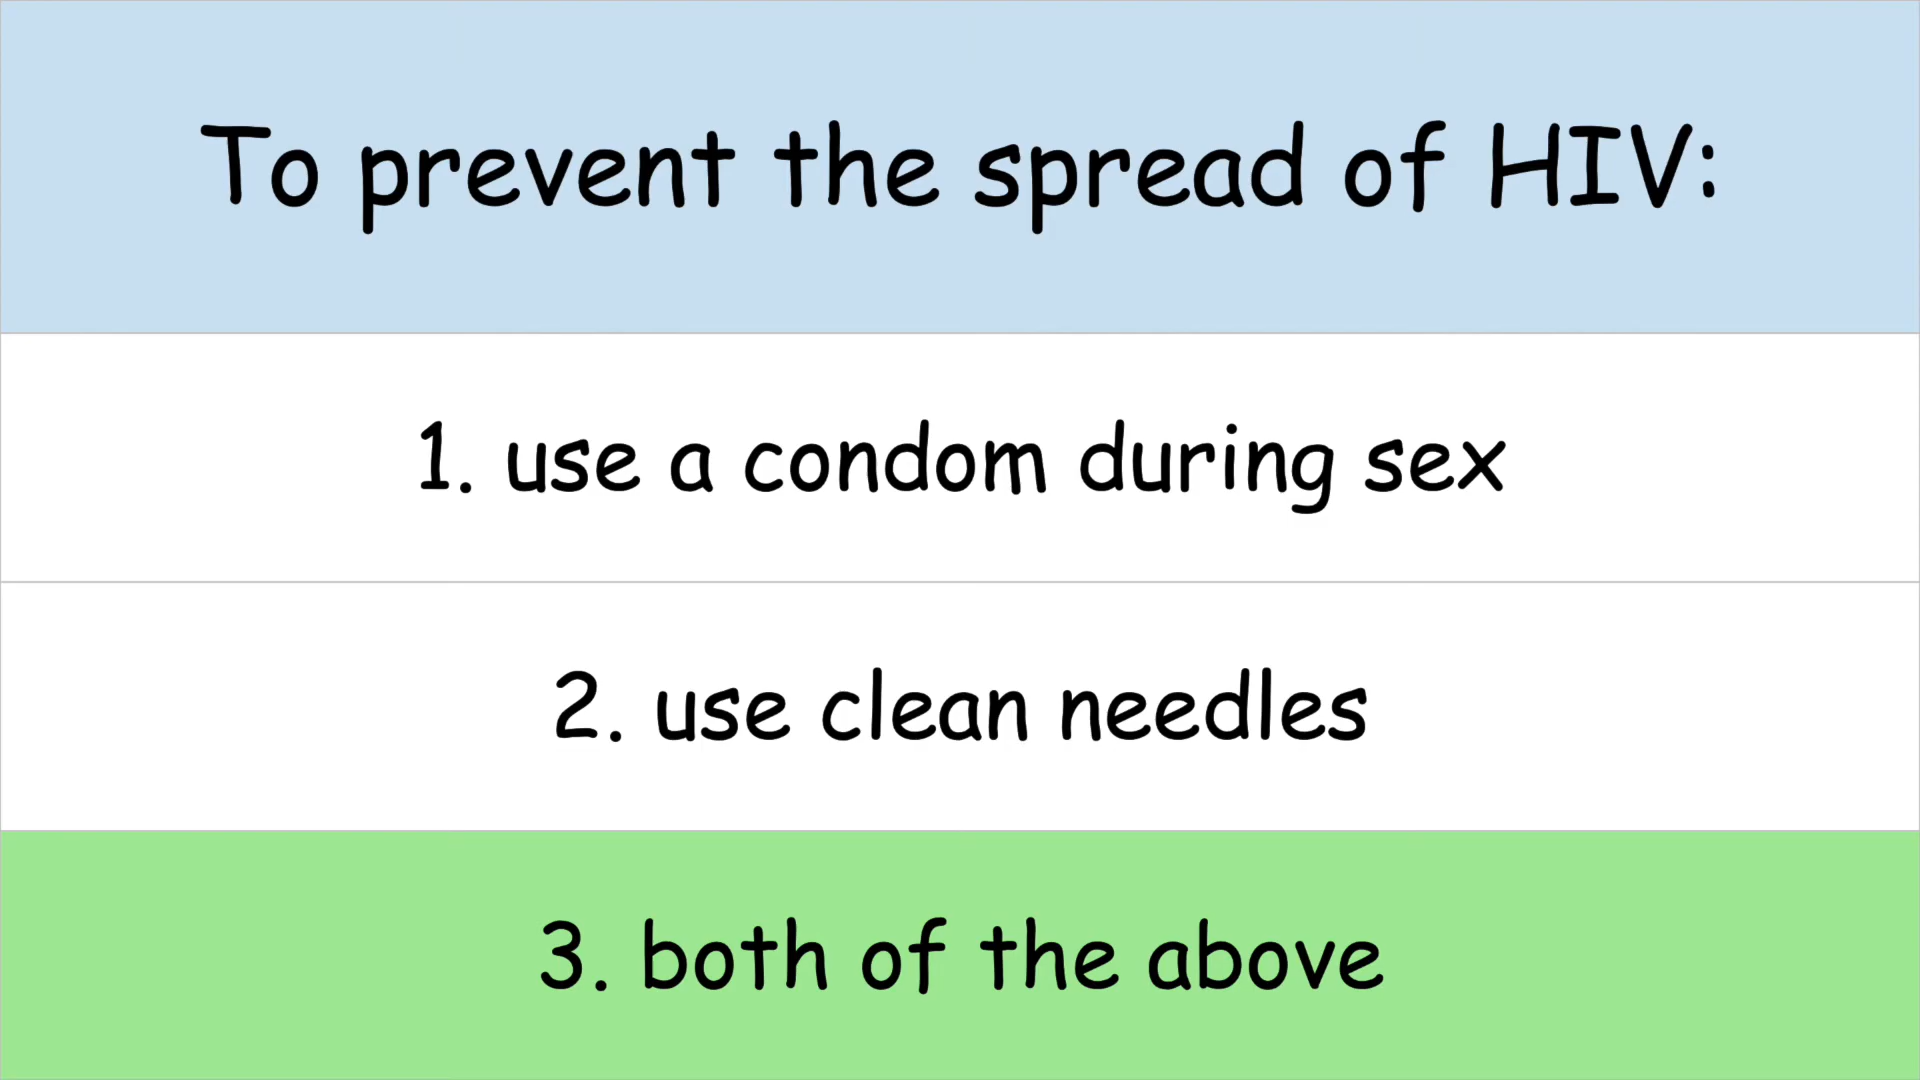 To prevent the spread of HIV:
1. use a condom during sex
2. use clean needles
3. both of the above